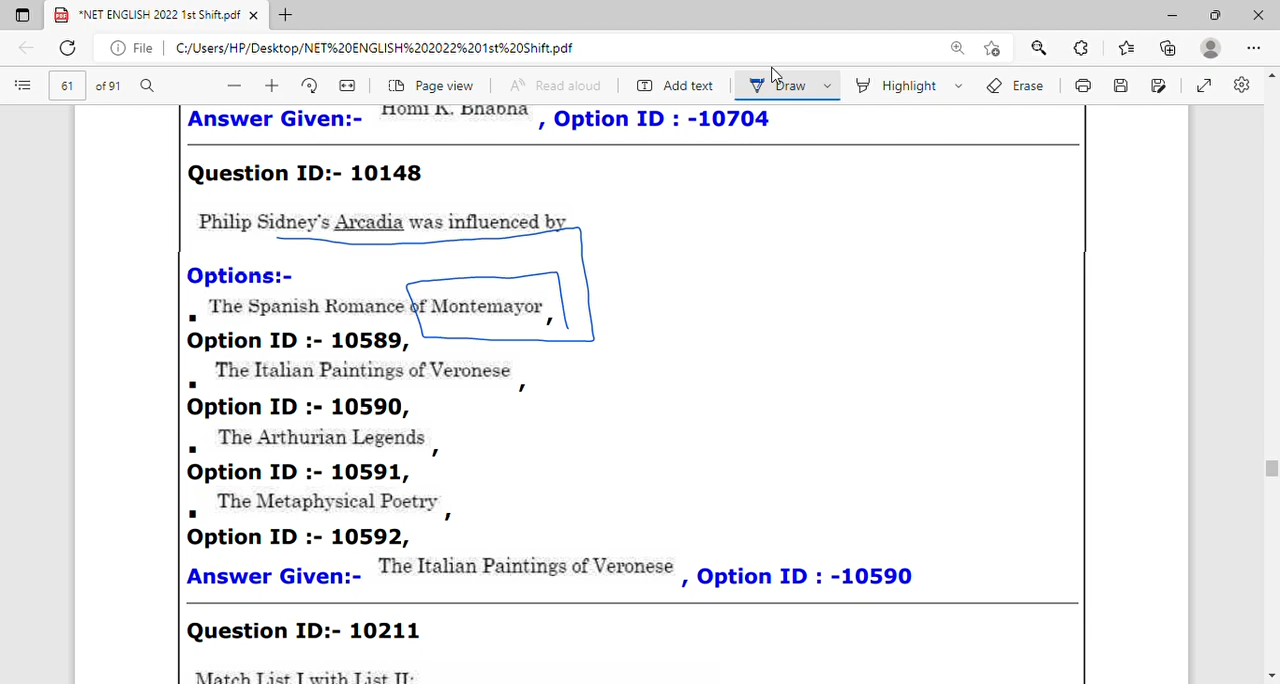 *NET ENGLISH 2022 1st Shift.pdf
File C:/Users/HP/Desktop/NET%20ENGLISH%202022%201st%20Shift.pdf
61 of 91 Page view Read aloud Add text Draw Highlight Erase
Answer Given:- Homi K. Bhabha , Option ID : -10704
Question ID:- 10148
Philip Sidney's Arcadia was influenced by
Options:-
The Spanish Romance of Montemayor ,
Option ID :- 10589,
The Italian Paintings of Veronese ,
Option ID :- 10590,
The Arthurian Legends ,
Option ID :- 10591,
The Metaphysical Poetry ,
Option ID :- 10592,
Answer Given:- The Italian Paintings of Veronese , Option ID : -10590
Question ID:- 10211
Match List I with List II: